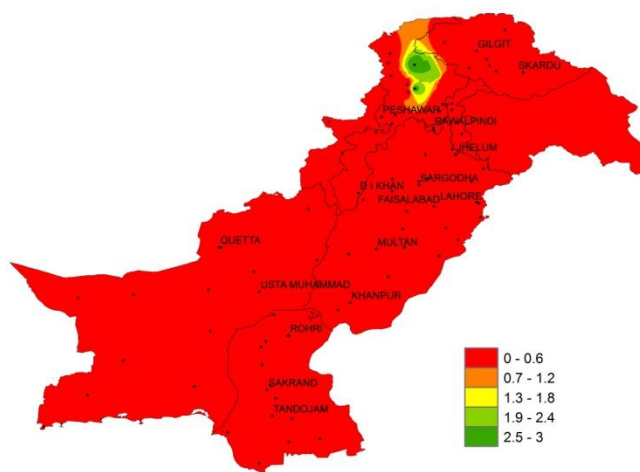 GILGIT
SKARDU
PESHAWAR
RAWALPINDI
JHELUM
D I KHAN
SARGODHA
FAISALABAD
LAHORE
QUETTA
MULTAN
USTA MUHAMMAD
KHANPUR
ROHRI
SAKRAND
TANDOJAM
0 - 0.6
0.7 - 1.2
1.3 - 1.8
1.9 - 2.4
2.5 - 3